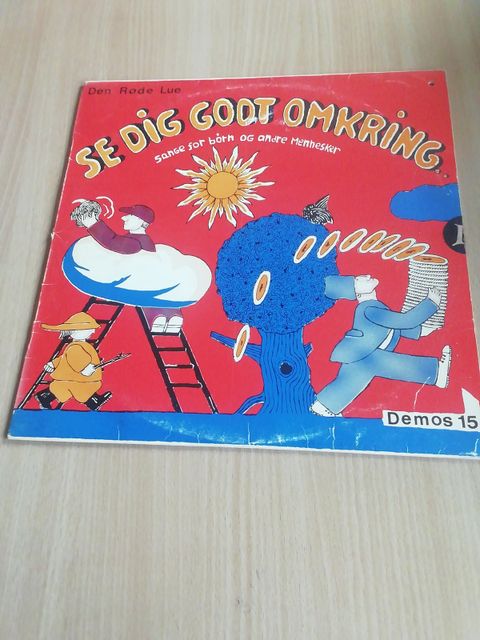 Den Røde Lue
SE DIG GODT OMKRING..
Sange for børn og andre Mennesker
Demos 15